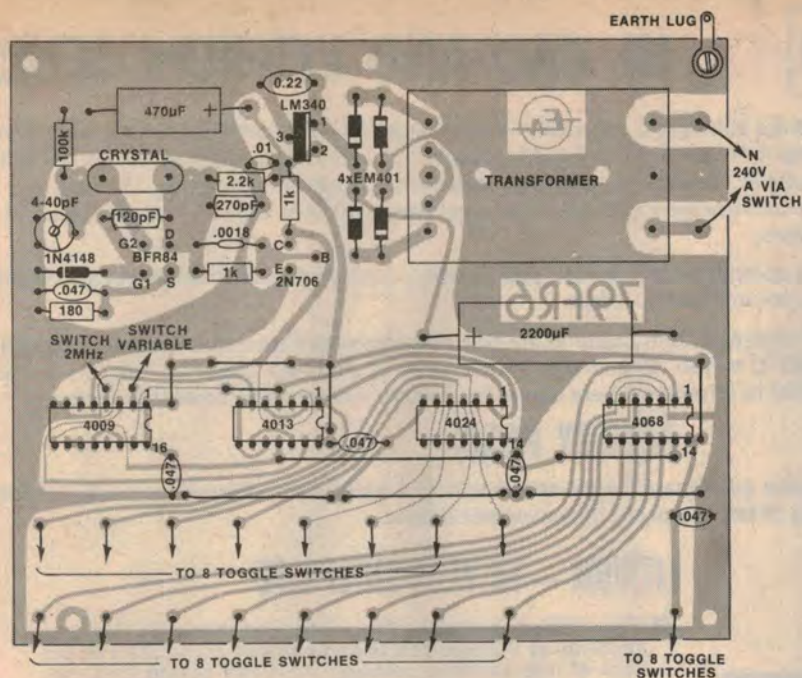 EARTH LUG
0.22
LM340
470µF
+
1
3
2
100k
.01
CRYSTAL
2.2k
1k
4xEM401
TRANSFORMER
N
240V
A VIA
SWITCH
4-40pF
120pF
270pF
D
G2
.0018
C
1N4148
BFR84
B
.047
G1
S
1k
E
2N706
180
79FR6
+
2200µF
SWITCH
2MHz
SWITCH
VARIABLE
1
1
1
1
4009
4013
4024
4068
16
.047
14
14
.047
.047
.047
TO 8 TOGGLE SWITCHES
TO 8 TOGGLE SWITCHES
TO 8 TOGGLE
SWITCHES